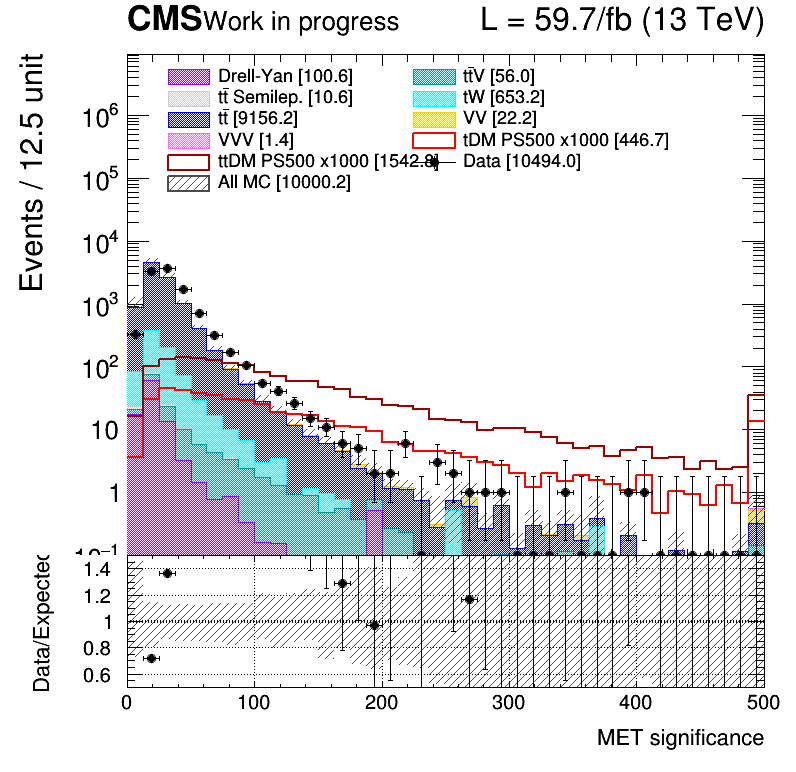 CMS Work in progress L = 59.7/fb (13 TeV)
Events / 12.5 unit
Drell-Yan [100.6] tt̄V [56.0]
tt̄ Semilep. [10.6] tW [653.2]
tt̄ [9156.2] VV [22.2]
VVV [1.4] tDM PS500 x1000 [446.7]
ttDM PS500 x1000 [1542.8] Data [10494.0]
All MC [10000.2]
10⁶
10⁵
10⁴
10³
10²
10
1
10⁻¹
Data/Expected
1.4
1.2
1
0.8
0.6
0 100 200 300 400 500
MET significance